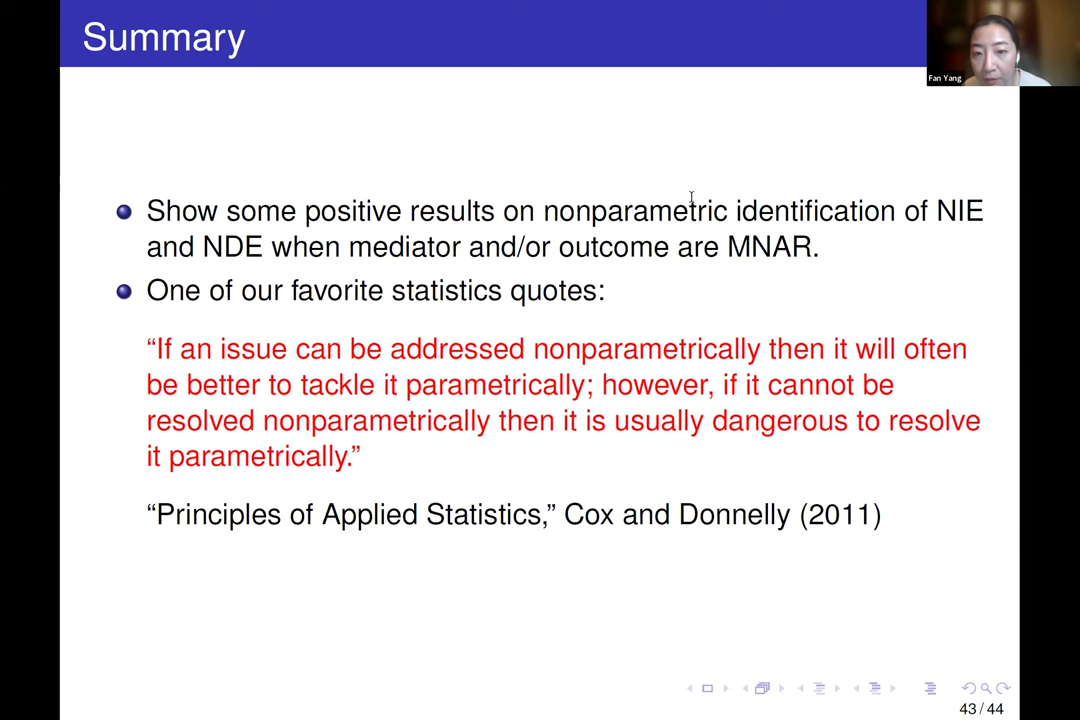 Summary
Fan Yang
Show some positive results on nonparametric identification of NIE
and NDE when mediator and/or outcome are MNAR.
One of our favorite statistics quotes:
“If an issue can be addressed nonparametrically then it will often
be better to tackle it parametrically; however, if it cannot be
resolved nonparametrically then it is usually dangerous to resolve
it parametrically.”
“Principles of Applied Statistics,” Cox and Donnelly (2011)
43 / 44